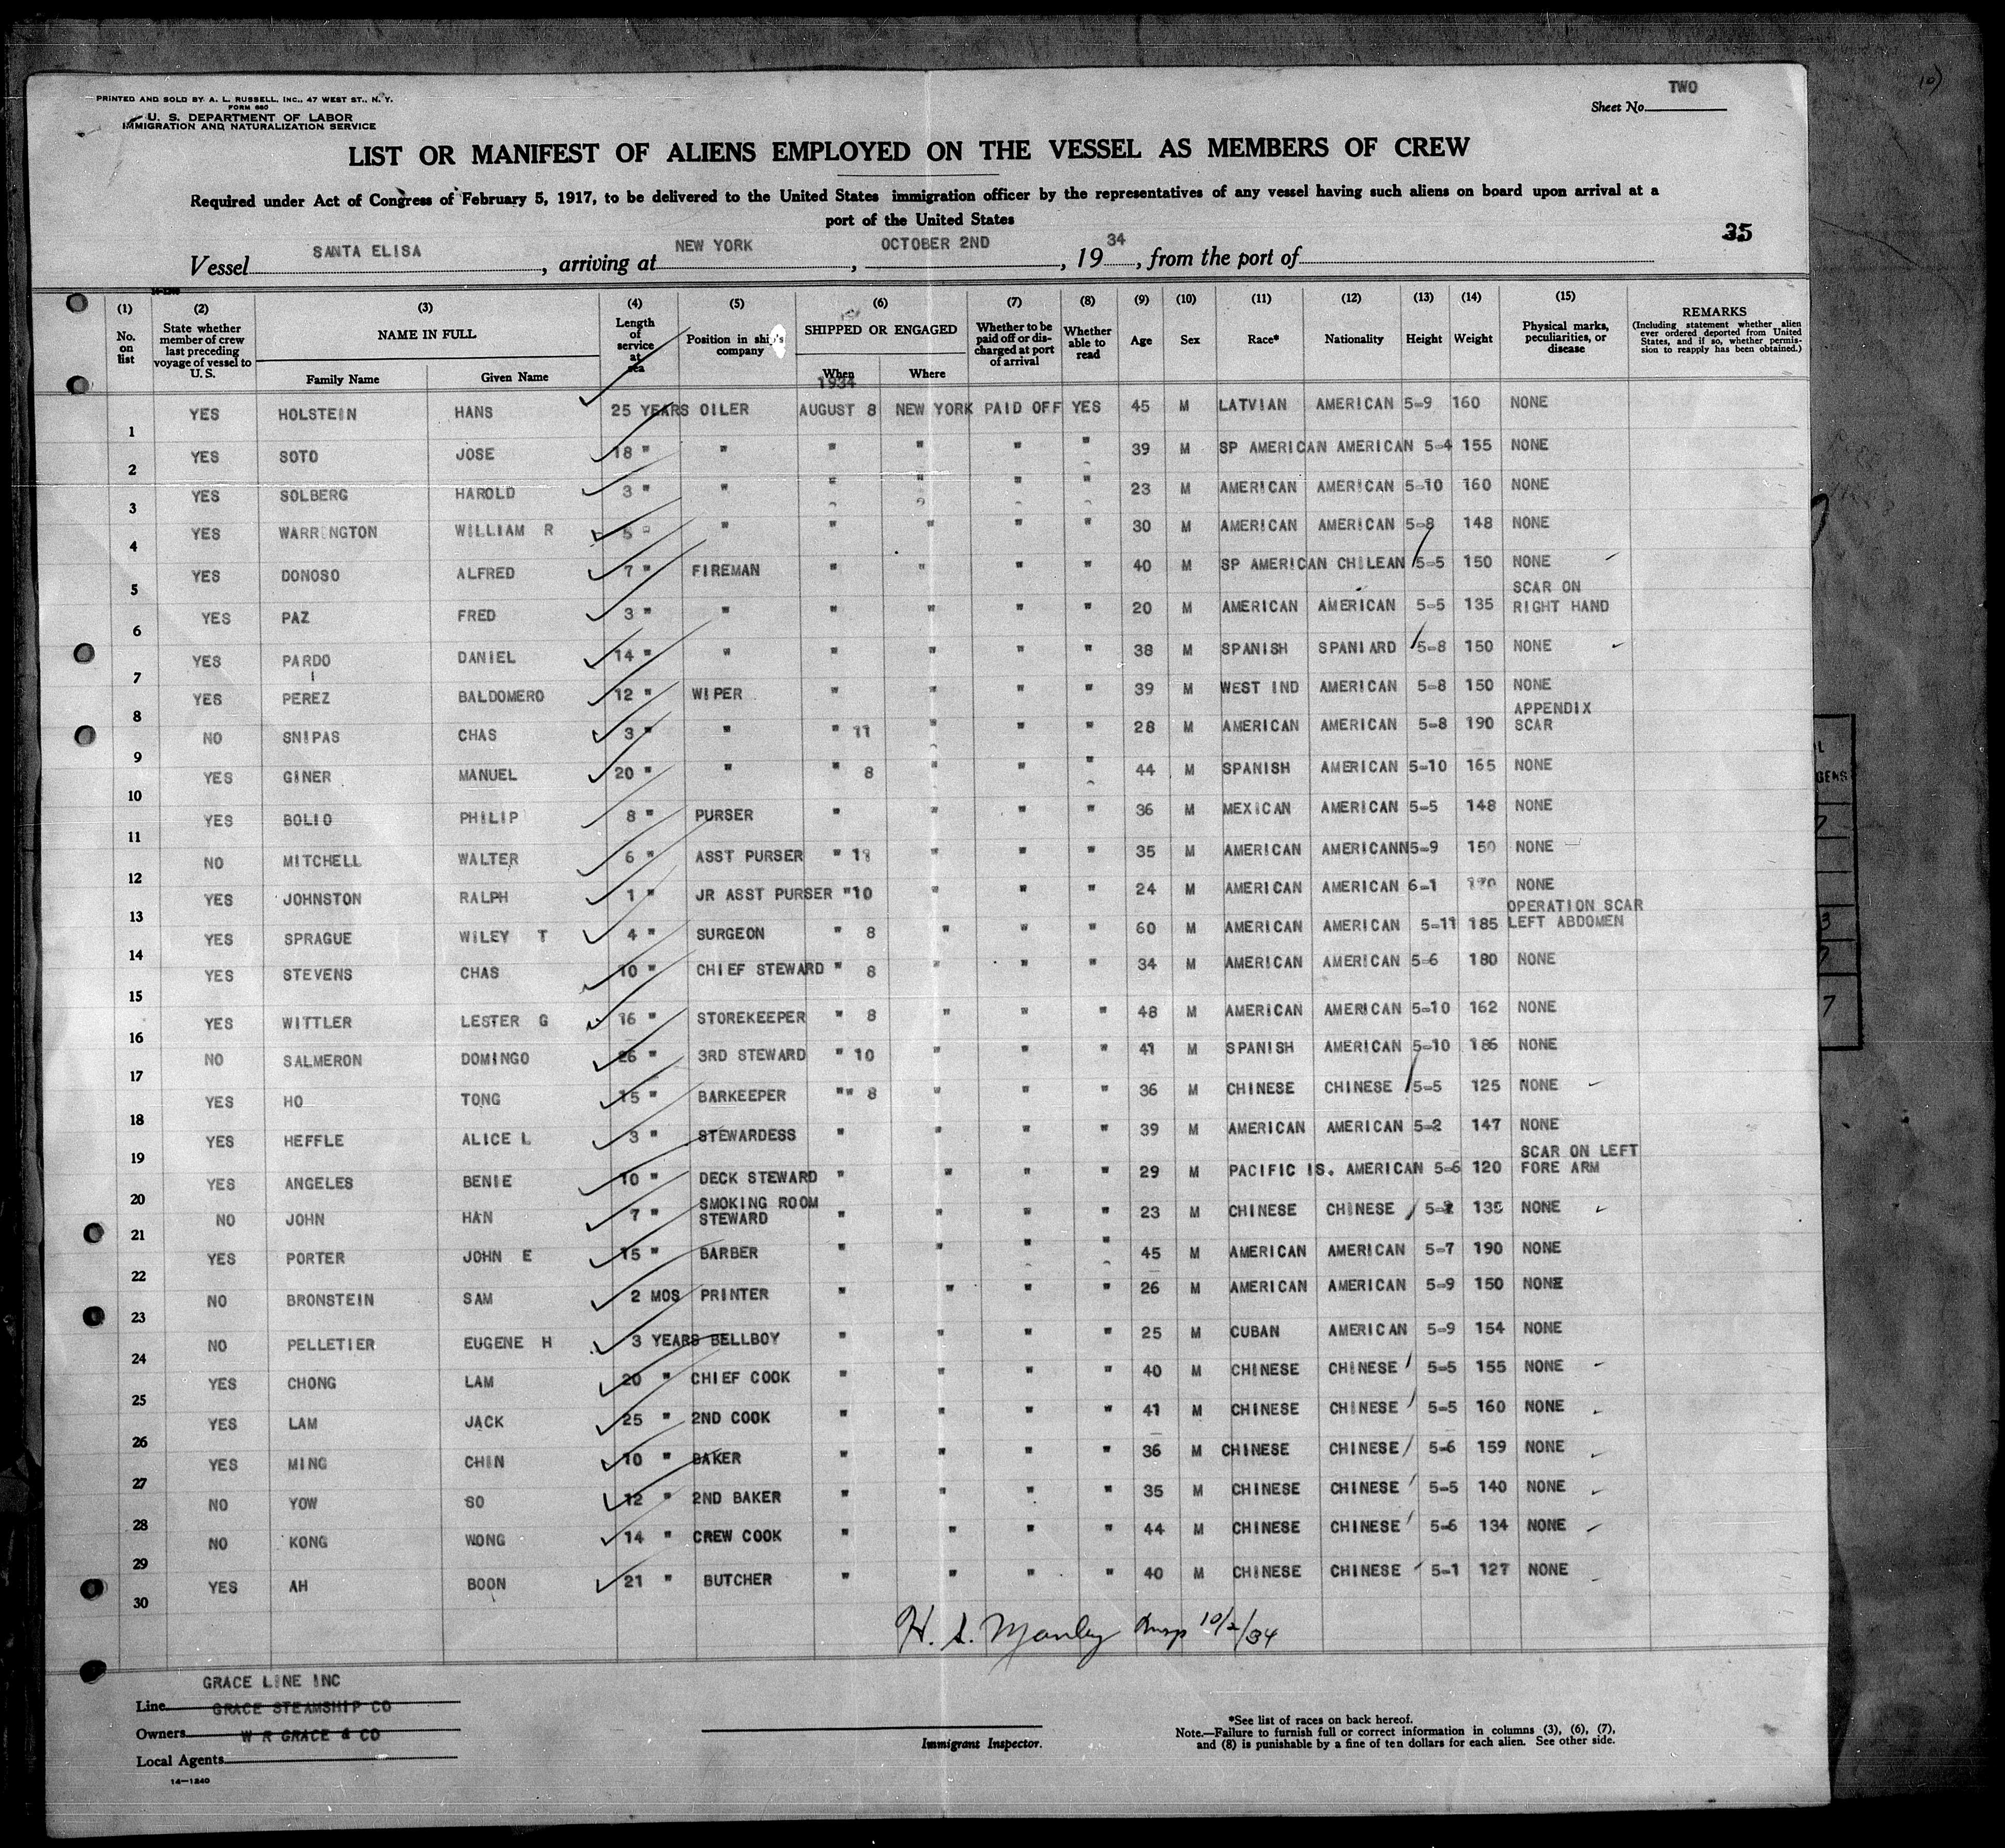 PRINTED AND SOLD BY A. L. RUSSELL, INC., 47 WEST ST., N. Y.
FORM 660
U. S. DEPARTMENT OF LABOR
IMMIGRATION AND NATURALIZATION SERVICE
Sheet No. TWO
LIST OR MANIFEST OF ALIENS EMPLOYED ON THE VESSEL AS MEMBERS OF CREW
Required under Act of Congress of February 5, 1917, to be delivered to the United States immigration officer by the representatives of any vessel having such aliens on board upon arrival at a
port of the United States
35
Vessel SANTA ELISA, arriving at NEW YORK, OCTOBER 2ND, 1934, from the port of
(1) (2) (3) (4) (5) (6) (7) (8) (9) (10) (11) (12) (13) (14) (15)
No. on list
State whether member of crew last preceding voyage of vessel to U. S.
NAME IN FULL
Family Name Given Name
Length of service at sea
Position in ship's company
SHIPPED OR ENGAGED
When Where
1934
Whether to be paid off or discharged at port of arrival
Whether able to read
Age Sex Race* Nationality Height Weight
Physical marks, peculiarities, or disease
REMARKS
(Including statement whether alien ever ordered deported from United States, and if so, whether permission to reapply has been obtained.)
1 YES HOLSTEIN HANS 25 YEARS OILER AUGUST 8 NEW YORK PAID OFF YES 45 M LATVIAN AMERICAN 5-9 160 NONE
2 YES SOTO JOSE 18 " " " " " " 39 M SP AMERICAN AMERICAN 5-4 155 NONE
3 YES SOLBERG HAROLD 3 " " " " " " 23 M AMERICAN AMERICAN 5-10 160 NONE
4 YES WARRINGTON WILLIAM R 5 " " " " " " 30 M AMERICAN AMERICAN 5-8 148 NONE
5 YES DONOSO ALFRED 7 " FIREMAN " " " " 40 M SP AMERICAN CHILEAN 5-5 150 NONE
6 YES PAZ FRED 3 " " " " " " 20 M AMERICAN AMERICAN 5-5 135 SCAR ON RIGHT HAND
7 YES PARDO DANIEL 14 " " " " " " 38 M SPANISH SPANIARD 5-8 150 NONE
8 YES PEREZ BALDOMERO 12 " WIPER " " " " 39 M WEST IND AMERICAN 5-8 150 NONE
9 NO SNIPAS CHAS 3 " " " 11 " " " 28 M AMERICAN AMERICAN 5-8 190 APPENDIX SCAR
10 YES GINER MANUEL 20 " " " 8 " " " 44 M SPANISH AMERICAN 5-10 165 NONE
11 YES BOLIO PHILIP 8 " PURSER " " " " 36 M MEXICAN AMERICAN 5-5 148 NONE
12 NO MITCHELL WALTER 6 " ASST PURSER " " " " 35 M AMERICAN AMERICANN5-9 150 NONE
13 YES JOHNSTON RALPH 1 " JR ASST PURSER "10 " " " 24 M AMERICAN AMERICAN 6-1 NONE
14 YES SPRAGUE WILEY T 4 " SURGEON " 8 " " " 60 M AMERICAN AMERICAN 5-11 185 OPERATION SCAR LEFT ABDOMEN
15 YES STEVENS CHAS 10 " CHIEF STEWARD " 8 " " " 34 M AMERICAN AMERICAN 5-6 180 NONE
16 YES WITTLER LESTER G 16 " STOREKEEPER " 8 " " " 48 M AMERICAN AMERICAN 5-10 162 NONE
17 NO SALMERON DOMINGO 26 " 3RD STEWARD " 10 " " " 41 M SPANISH AMERICAN 5-10 186 NONE
18 YES HO TONG 15 " BARKEEPER "" 8 " " " 36 M CHINESE CHINESE 5-5 125 NONE
19 YES HEFFLE ALICE L 3 " STEWARDESS " " " " 39 M AMERICAN AMERICAN 5-2 147 NONE
20 YES ANGELES BENIE 10 " DECK STEWARD " " " " 29 M PACIFIC IS. AMERICAN 5-6 120 SCAR ON LEFT FORE ARM
21 NO JOHN HAN 7 " SMOKING ROOM STEWARD " " " " 23 M CHINESE CHINESE 135 NONE
22 YES PORTER JOHN E 15 " BARBER " " " " 45 M AMERICAN AMERICAN 5-7 190 NONE
23 NO BRONSTEIN SAM 2 MOS PRINTER " " " " 26 M AMERICAN AMERICAN 5-9 150 NONE
24 NO PELLETIER EUGENE H 3 YEARS BELLBOY " " " " 25 M CUBAN AMERICAN 5-9 154 NONE
25 YES CHONG LAM 20 " CHIEF COOK " " " " 40 M CHINESE CHINESE 5-5 155 NONE
26 YES LAM JACK 25 " 2ND COOK " " " " 41 M CHINESE CHINESE 5-5 160 NONE
27 YES MING CHIN 10 " BAKER " " " " 36 M CHINESE CHINESE 5-6 159 NONE
28 NO YOW SO 12 " 2ND BAKER " " " " 35 M CHINESE CHINESE 5-5 140 NONE
29 NO KONG WONG 14 " CREW COOK " " " " 44 M CHINESE CHINESE 5-6 134 NONE
30 YES AH BOON 21 " BUTCHER " " " " 40 M CHINESE CHINESE 5-1 127 NONE
H. S. Manley Insp 10/2/34
GRACE LINE INC
Line GRACE STEAMSHIP CO
Owners W R GRACE & CO
Local Agents
14—1240
Immigrant Inspector.
*See list of races on back hereof.
Note.—Failure to furnish full or correct information in columns (3), (6), (7),
and (8) is punishable by a fine of ten dollars for each alien. See other side.